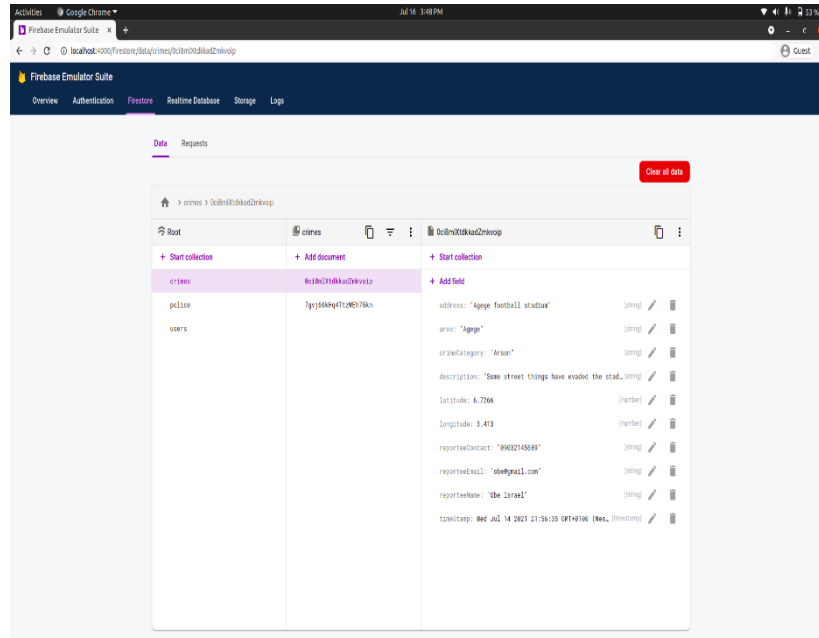 Activities Google Chrome Jul 16 3:48 PM 53 %
Firebase Emulator Suite × +
localhost:4000/firestore/data/crimes/0ci8mlXtdkkadZmkvoip Guest
Firebase Emulator Suite
Overview Authentication Firestore Realtime Database Storage Logs
Data Requests
Clear all data
> crimes > 0ci8mlXtdkkadZmkvoip
Root crimes 0ci8mlXtdkkadZmkvoip
+ Start collection + Add document + Start collection
crimes 0ci8mlXtdkkadZmkvoip + Add field
police address: "Agege football stadium" (string)
users area: "Agege" (string)
crimeCategory: "Arson" (string)
description: "Some street things have evaded the stad… (string)
latitude: 6.7266 (number)
longitude: 3.413 (number)
reporteeContact: "09032145689" (string)
reporteeEmail: "obe@gmail.com" (string)
reporteeName: "Obe Israel" (string)
timeStamp: Wed Jul 14 2021 21:56:35 GMT+0100 (Wes… (timestamp)